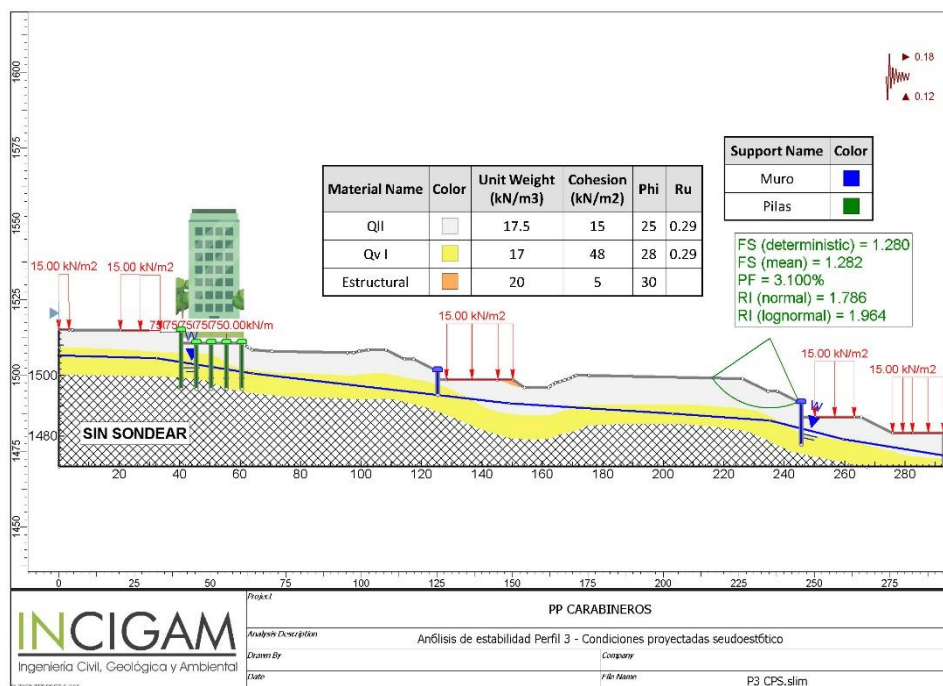 0.18
0.12
1600
1575
1550
1525
1500
1475
1450
1480
Support Name Color
Muro
Pilas
Material Name Color Unit Weight (kN/m3) Cohesion (kN/m2) Phi Ru
Qll 17.5 15 25 0.29
Qv I 17 48 28 0.29
Estructural 20 5 30
FS (deterministic) = 1.280
FS (mean) = 1.282
PF = 3.100%
RI (normal) = 1.786
RI (lognormal) = 1.964
15.00 kN/m2
15.00 kN/m2
750.00kN/m
W
15.00 kN/m2
15.00 kN/m2
W
15.00 kN/m2
SIN SONDEAR
20 40 60 80 100 120 140 160 180 200 220 240 260 280
0 25 50 75 100 125 150 175 200 225 250 275
INCIGAM
Ingeniería Civil, Geológica y Ambiental
Project
PP CARABINEROS
Analysis Description
Anólisis de estabilidad Perfil 3 - Condiciones proyectadas seudoestótico
Drawn By
Company
Date
File Name
P3 CPS.slim